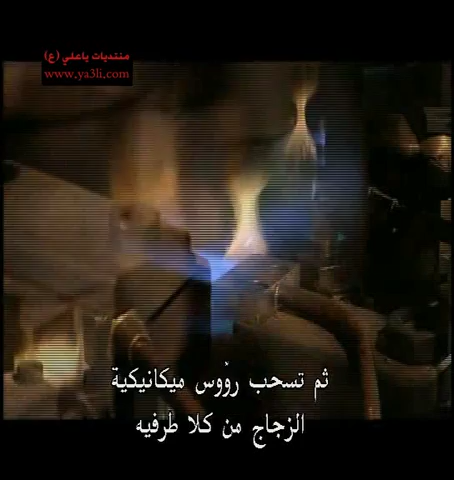 منتديات ياعلي (ع)
www.ya3li.com
ثم تسحب رؤوس ميكانيكية
الزجاج من كلا طرفيه